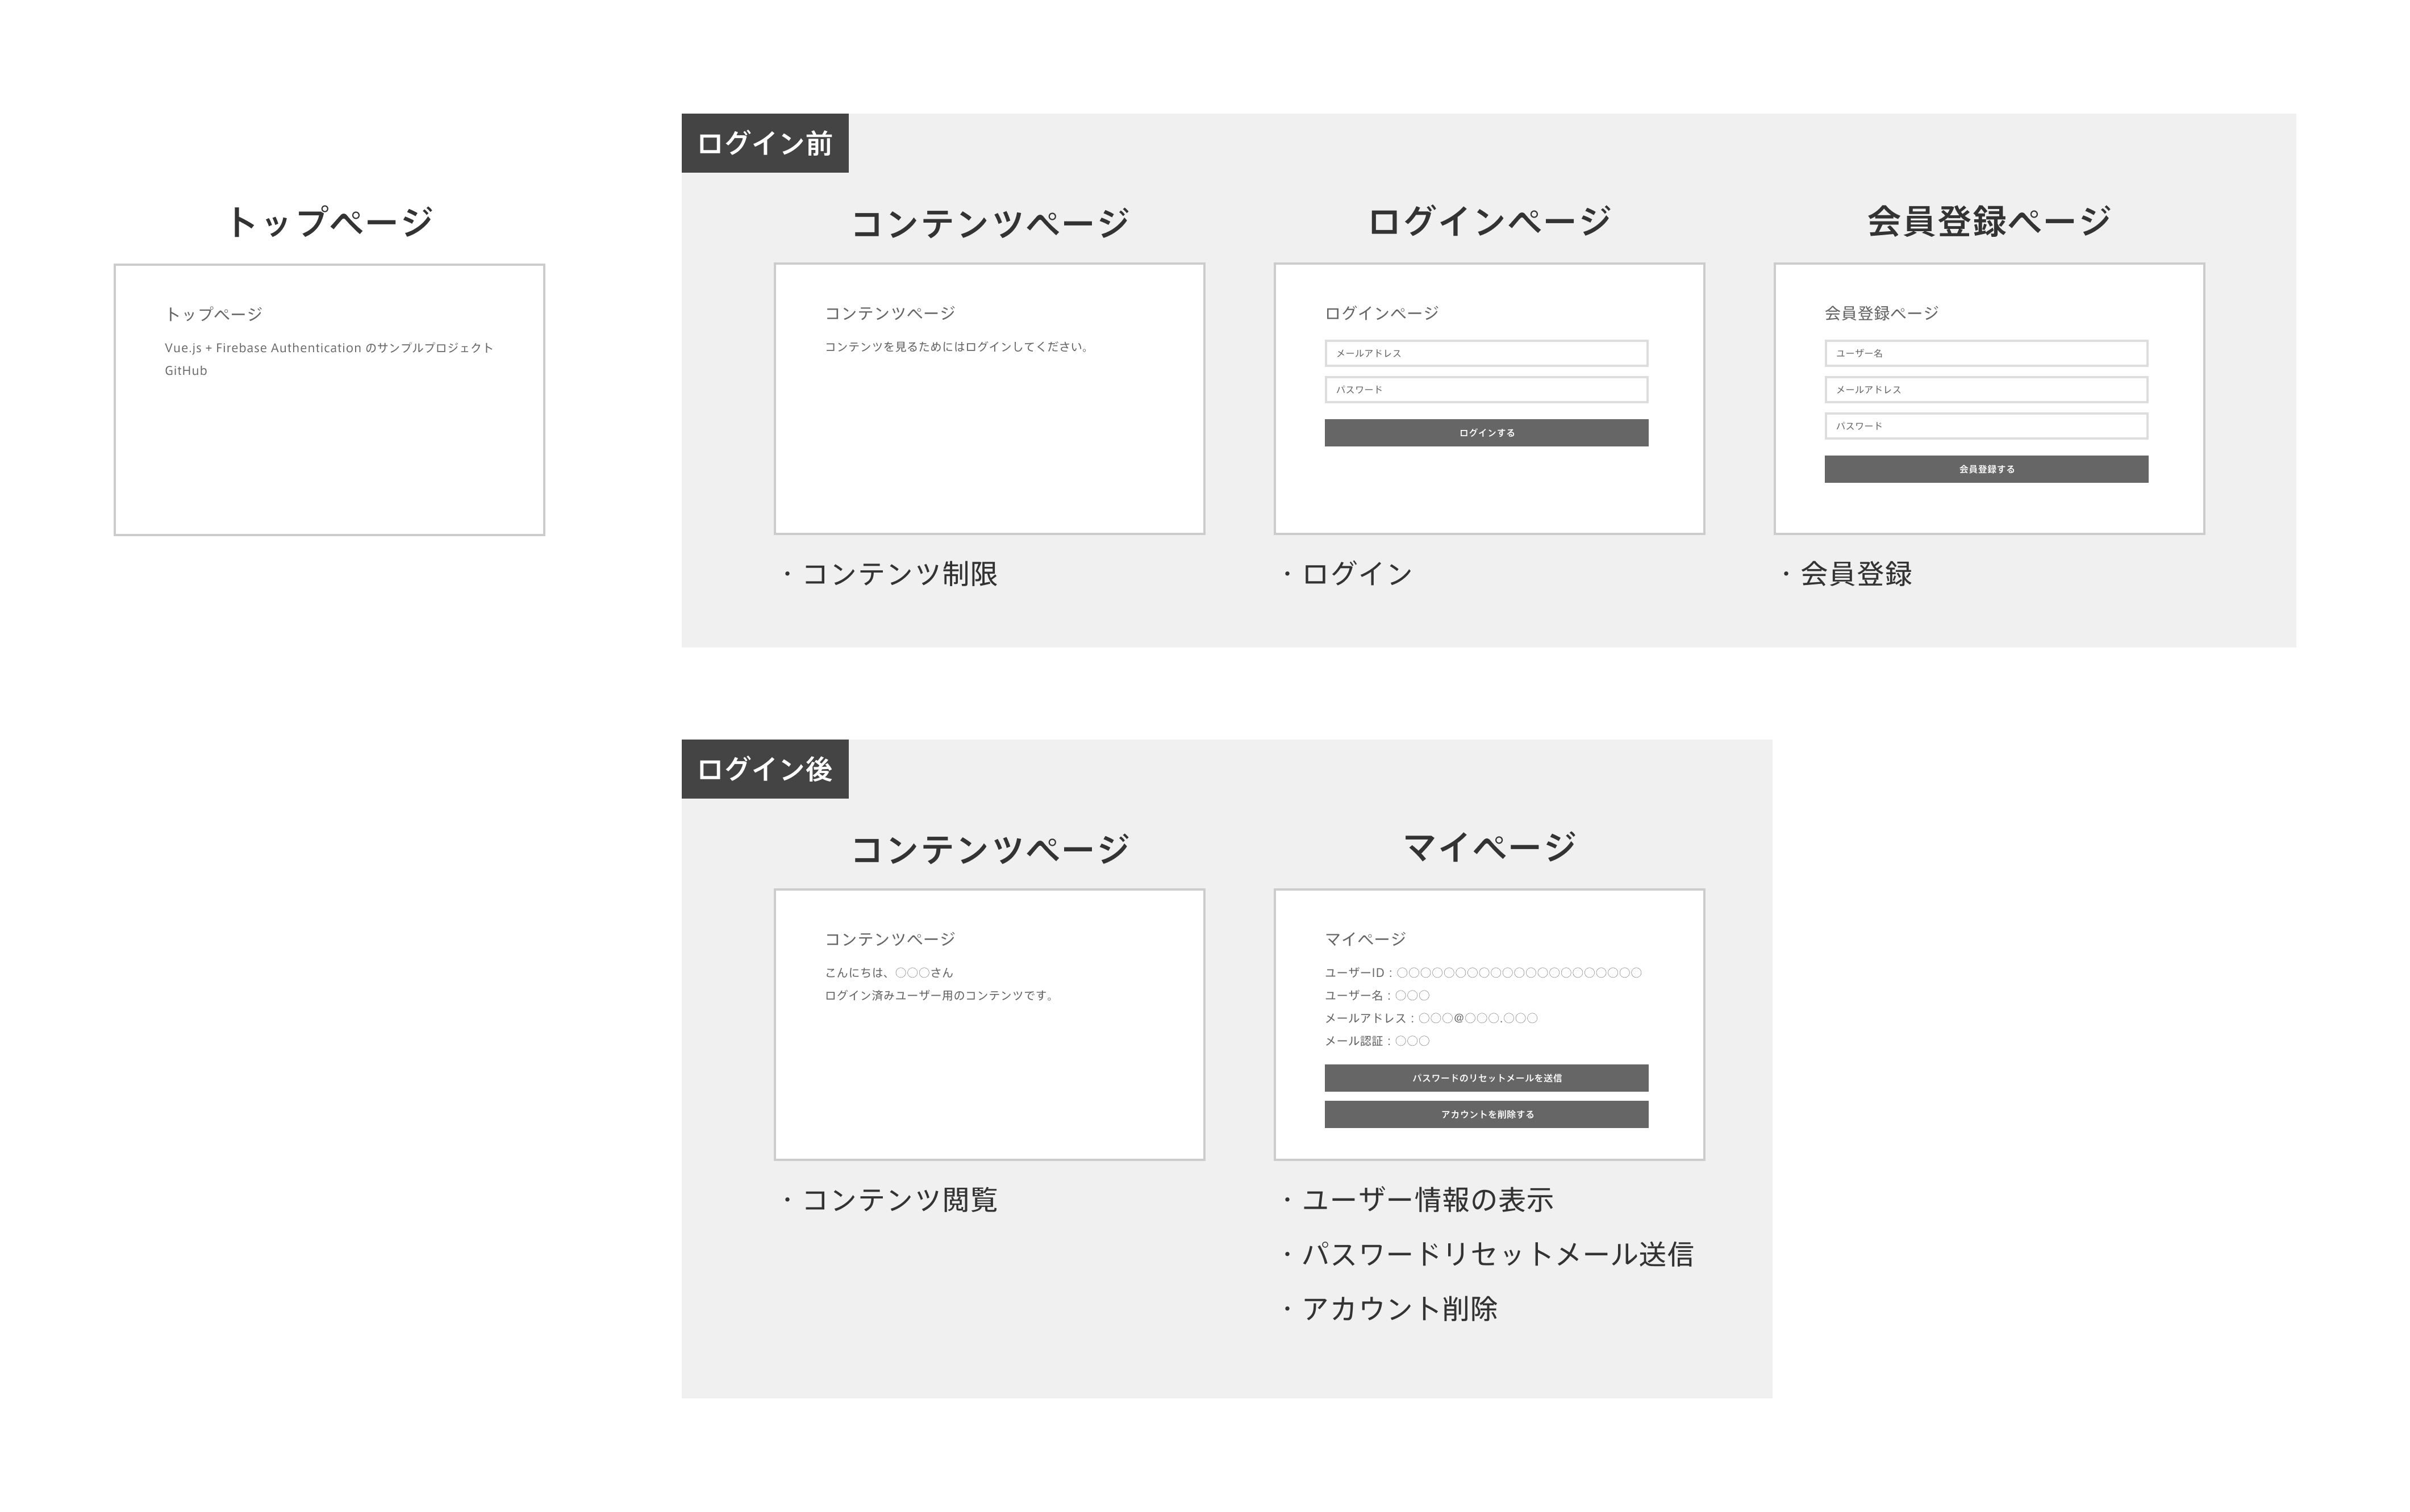 トップページ
トップページ
Vue.js + Firebase Authentication のサンプルプロジェクト
GitHub
ログイン前
コンテンツページ
コンテンツページ
コンテンツを見るためにはログインしてください。
・コンテンツ制限
ログインページ
ログインページ
メールアドレス
パスワード
ログインする
・ログイン
会員登録ページ
会員登録ページ
ユーザー名
メールアドレス
パスワード
会員登録する
・会員登録
ログイン後
コンテンツページ
コンテンツページ
こんにちは、〇〇〇さん
ログイン済みユーザー用のコンテンツです。
・コンテンツ閲覧
マイページ
マイページ
ユーザーID：〇〇〇〇〇〇〇〇〇〇〇〇〇〇〇〇〇〇〇〇〇
ユーザー名：〇〇〇
メールアドレス：〇〇〇@〇〇〇.〇〇〇
メール認証：〇〇〇
パスワードのリセットメールを送信
アカウントを削除する
・ユーザー情報の表示
・パスワードリセットメール送信
・アカウント削除